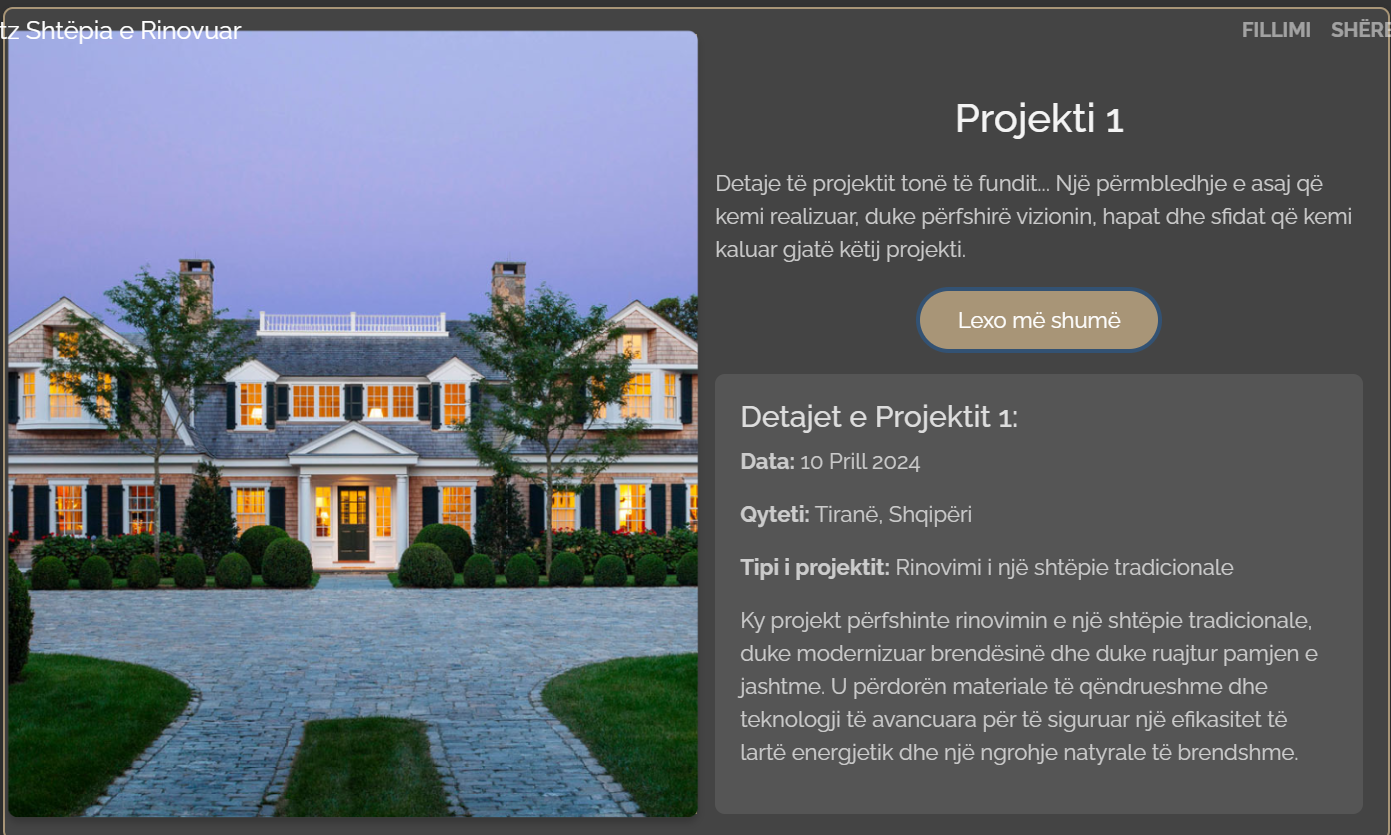 tz Shtëpia e Rinovuar
FILLIMI SHËRB
Projekti 1
Detaje të projektit tonë të fundit... Një përmbledhje e asaj që
kemi realizuar, duke përfshirë vizionin, hapat dhe sfidat që kemi
kaluar gjatë këtij projekti.
Lexo më shumë
Detajet e Projektit 1:
Data: 10 Prill 2024
Qyteti: Tiranë, Shqipëri
Tipi i projektit: Rinovimi i një shtëpie tradicionale
Ky projekt përfshinte rinovimin e një shtëpie tradicionale,
duke modernizuar brendësinë dhe duke ruajtur pamjen e
jashtme. U përdorën materiale të qëndrueshme dhe
teknologji të avancuara për të siguruar një efikasitet të
lartë energjetik dhe një ngrohje natyrale të brendshme.